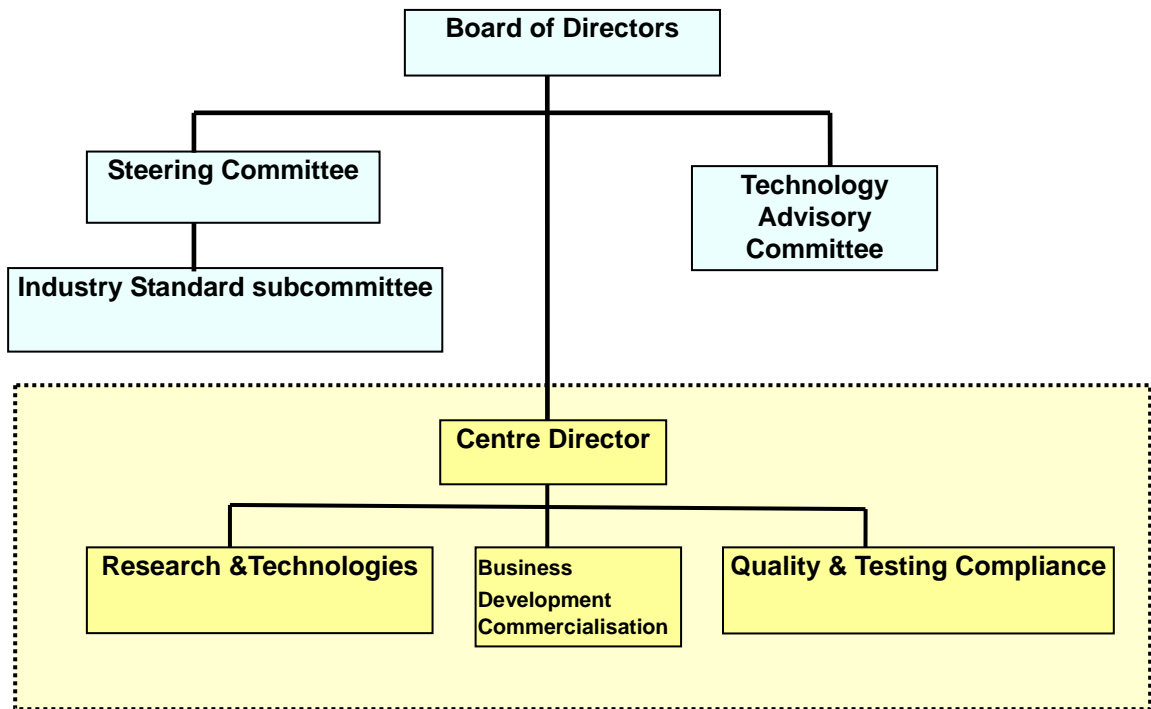 Board of Directors
Steering Committee
Technology
Advisory
Committee
Industry Standard subcommittee
Centre Director
Research &Technologies
Business
Development
Commercialisation
Quality & Testing Compliance